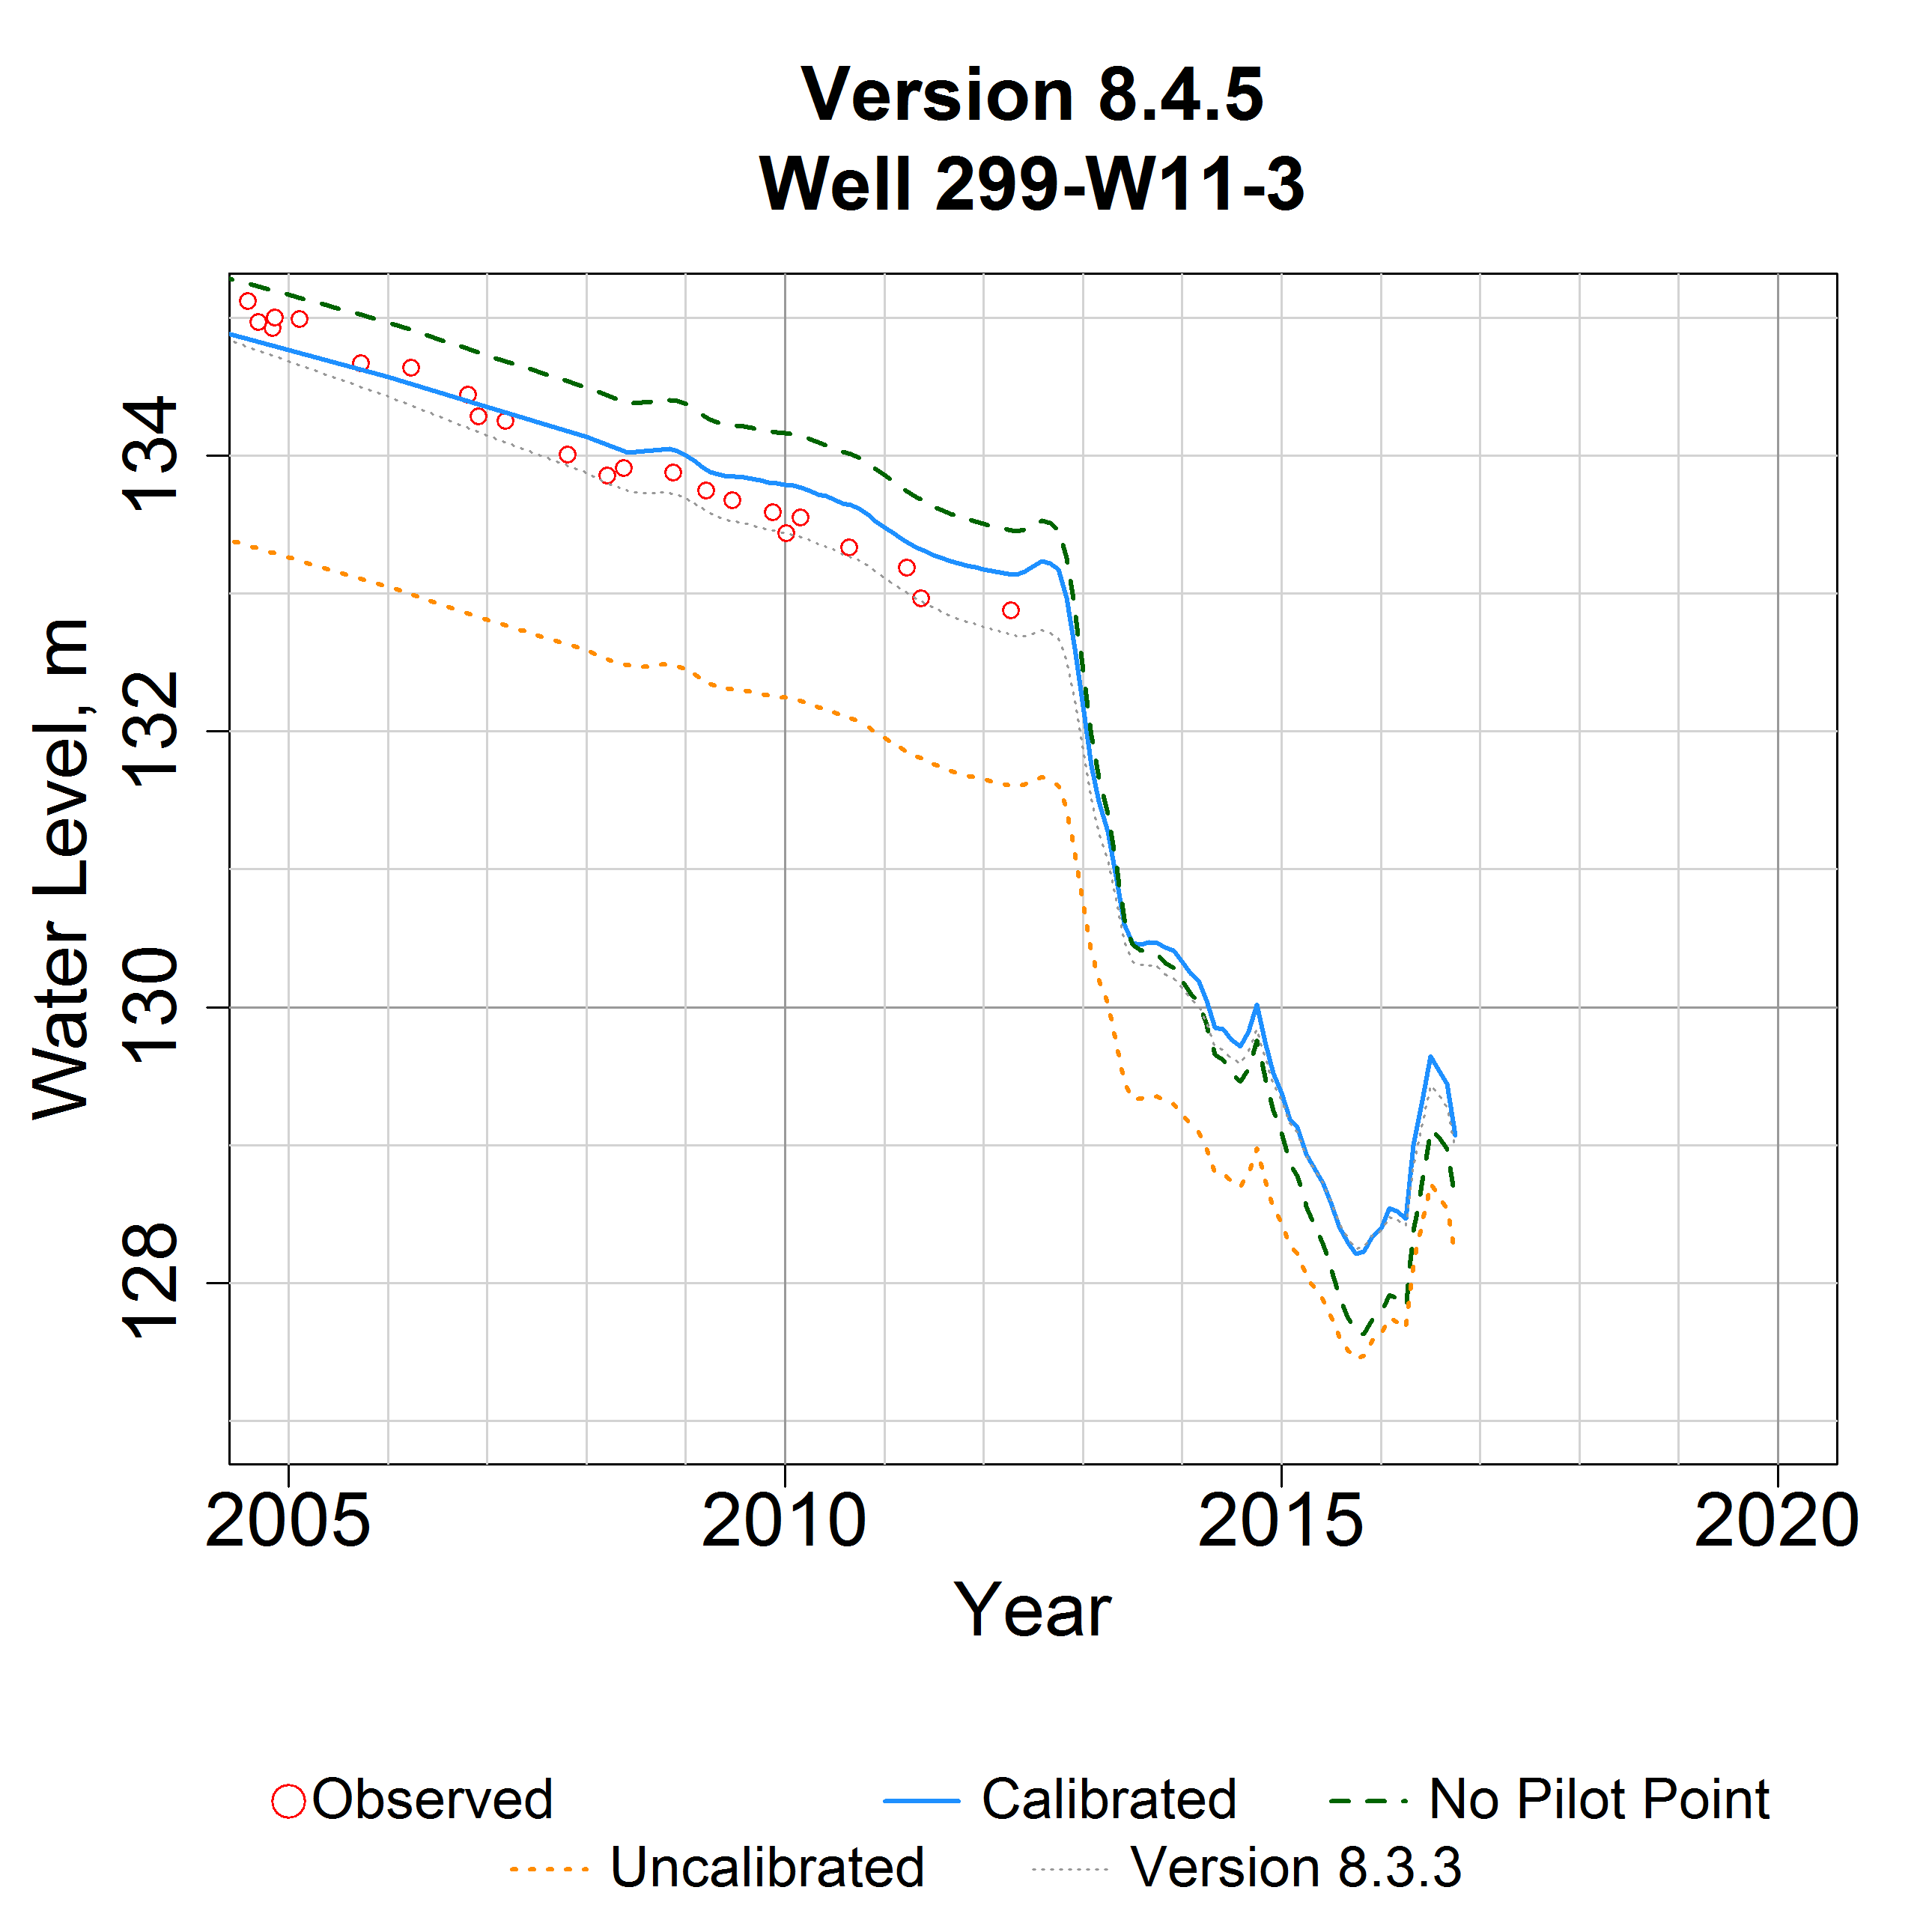 Version 8.4.5
Well 299-W11-3
Water Level, m
134
132
130
128
2005 2010 2015 2020
Year
Observed Calibrated No Pilot Point
Uncalibrated Version 8.3.3